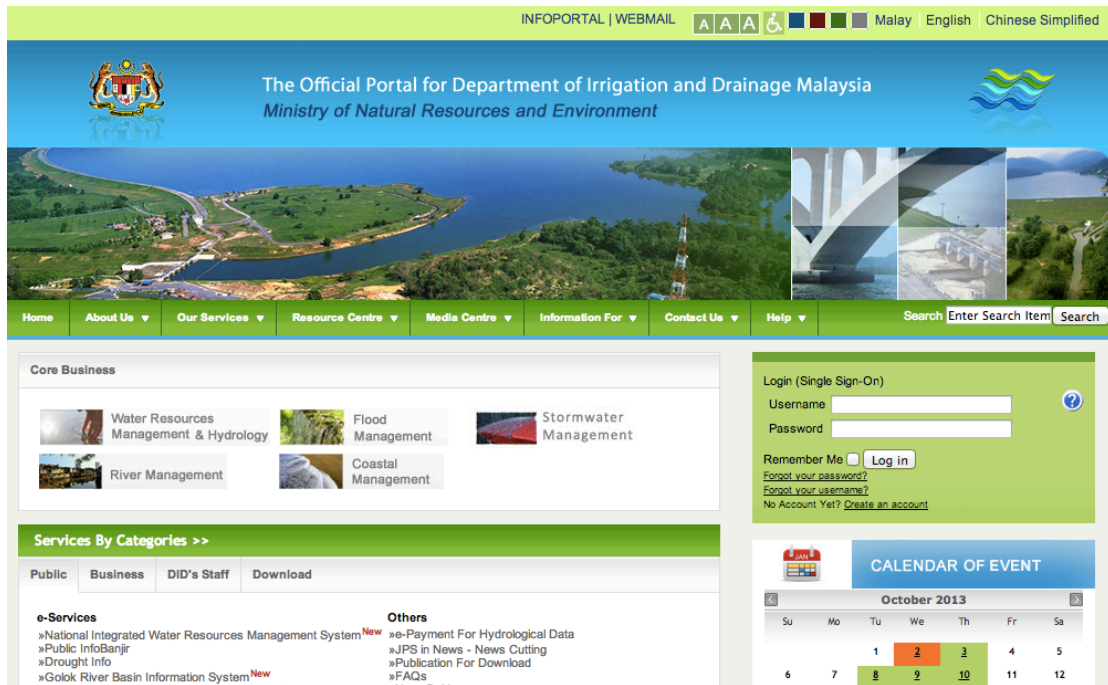 INFOPORTAL | WEBMAIL A A A Malay English Chinese Simplified
The Official Portal for Department of Irrigation and Drainage Malaysia
Ministry of Natural Resources and Environment
Home About Us ▼ Our Services ▼ Resource Centre ▼ Media Centre ▼ Information For ▼ Contact Us ▼ Help ▼ Search Enter Search Item Search
Core Business
Water Resources
Management & Hydrology
Flood
Management
Stormwater
Management
River Management
Coastal
Management
Login (Single Sign-On)
Username
?
Password
Remember Me Log in
Forgot your password?
Forgot your username?
No Account Yet? Create an account
Services By Categories >>
Public Business DID's Staff Download
e-Services
»National Integrated Water Resources Management System New
»Public InfoBanjir
»Drought Info
»Golok River Basin Information System New
Others
»e-Payment For Hydrological Data
»JPS in News - News Cutting
»Publication For Download
»FAQs
JAN
CALENDAR OF EVENT
October 2013
Su Mo Tu We Th Fr Sa
1 2 3 4 5
6 7 8 9 10 11 12